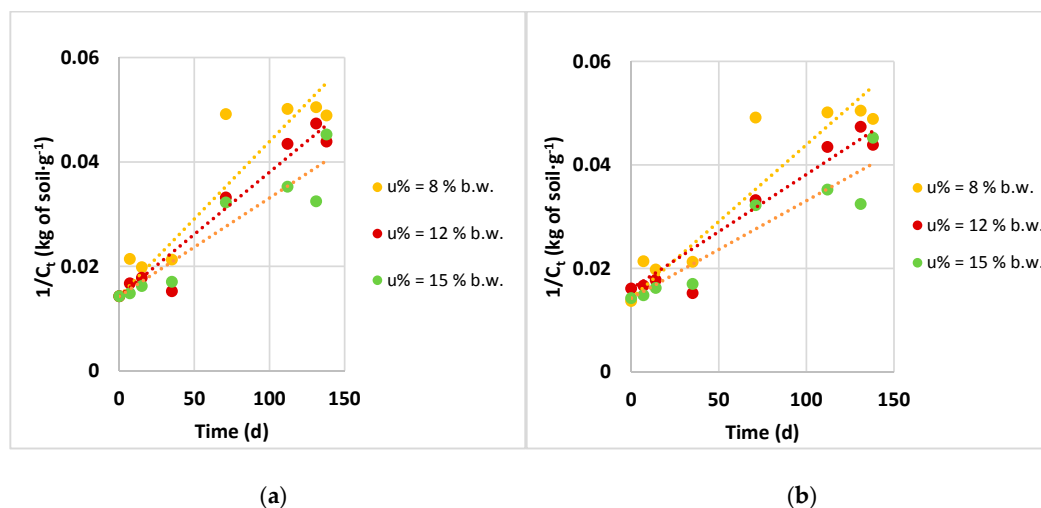 0.06
0.04
0.02
0
0 50 100 150
1/Ct (kg of soil·g-1)
Time (d)
u% = 8 % b.w.
u% = 12 % b.w.
u% = 15 % b.w.
(a)
0.06
0.04
0.02
0
0 50 100 150
1/Ct (kg of soil·g-1)
Time (d)
u% = 8 % b.w.
u% = 12 % b.w.
u% = 15 % b.w.
(b)